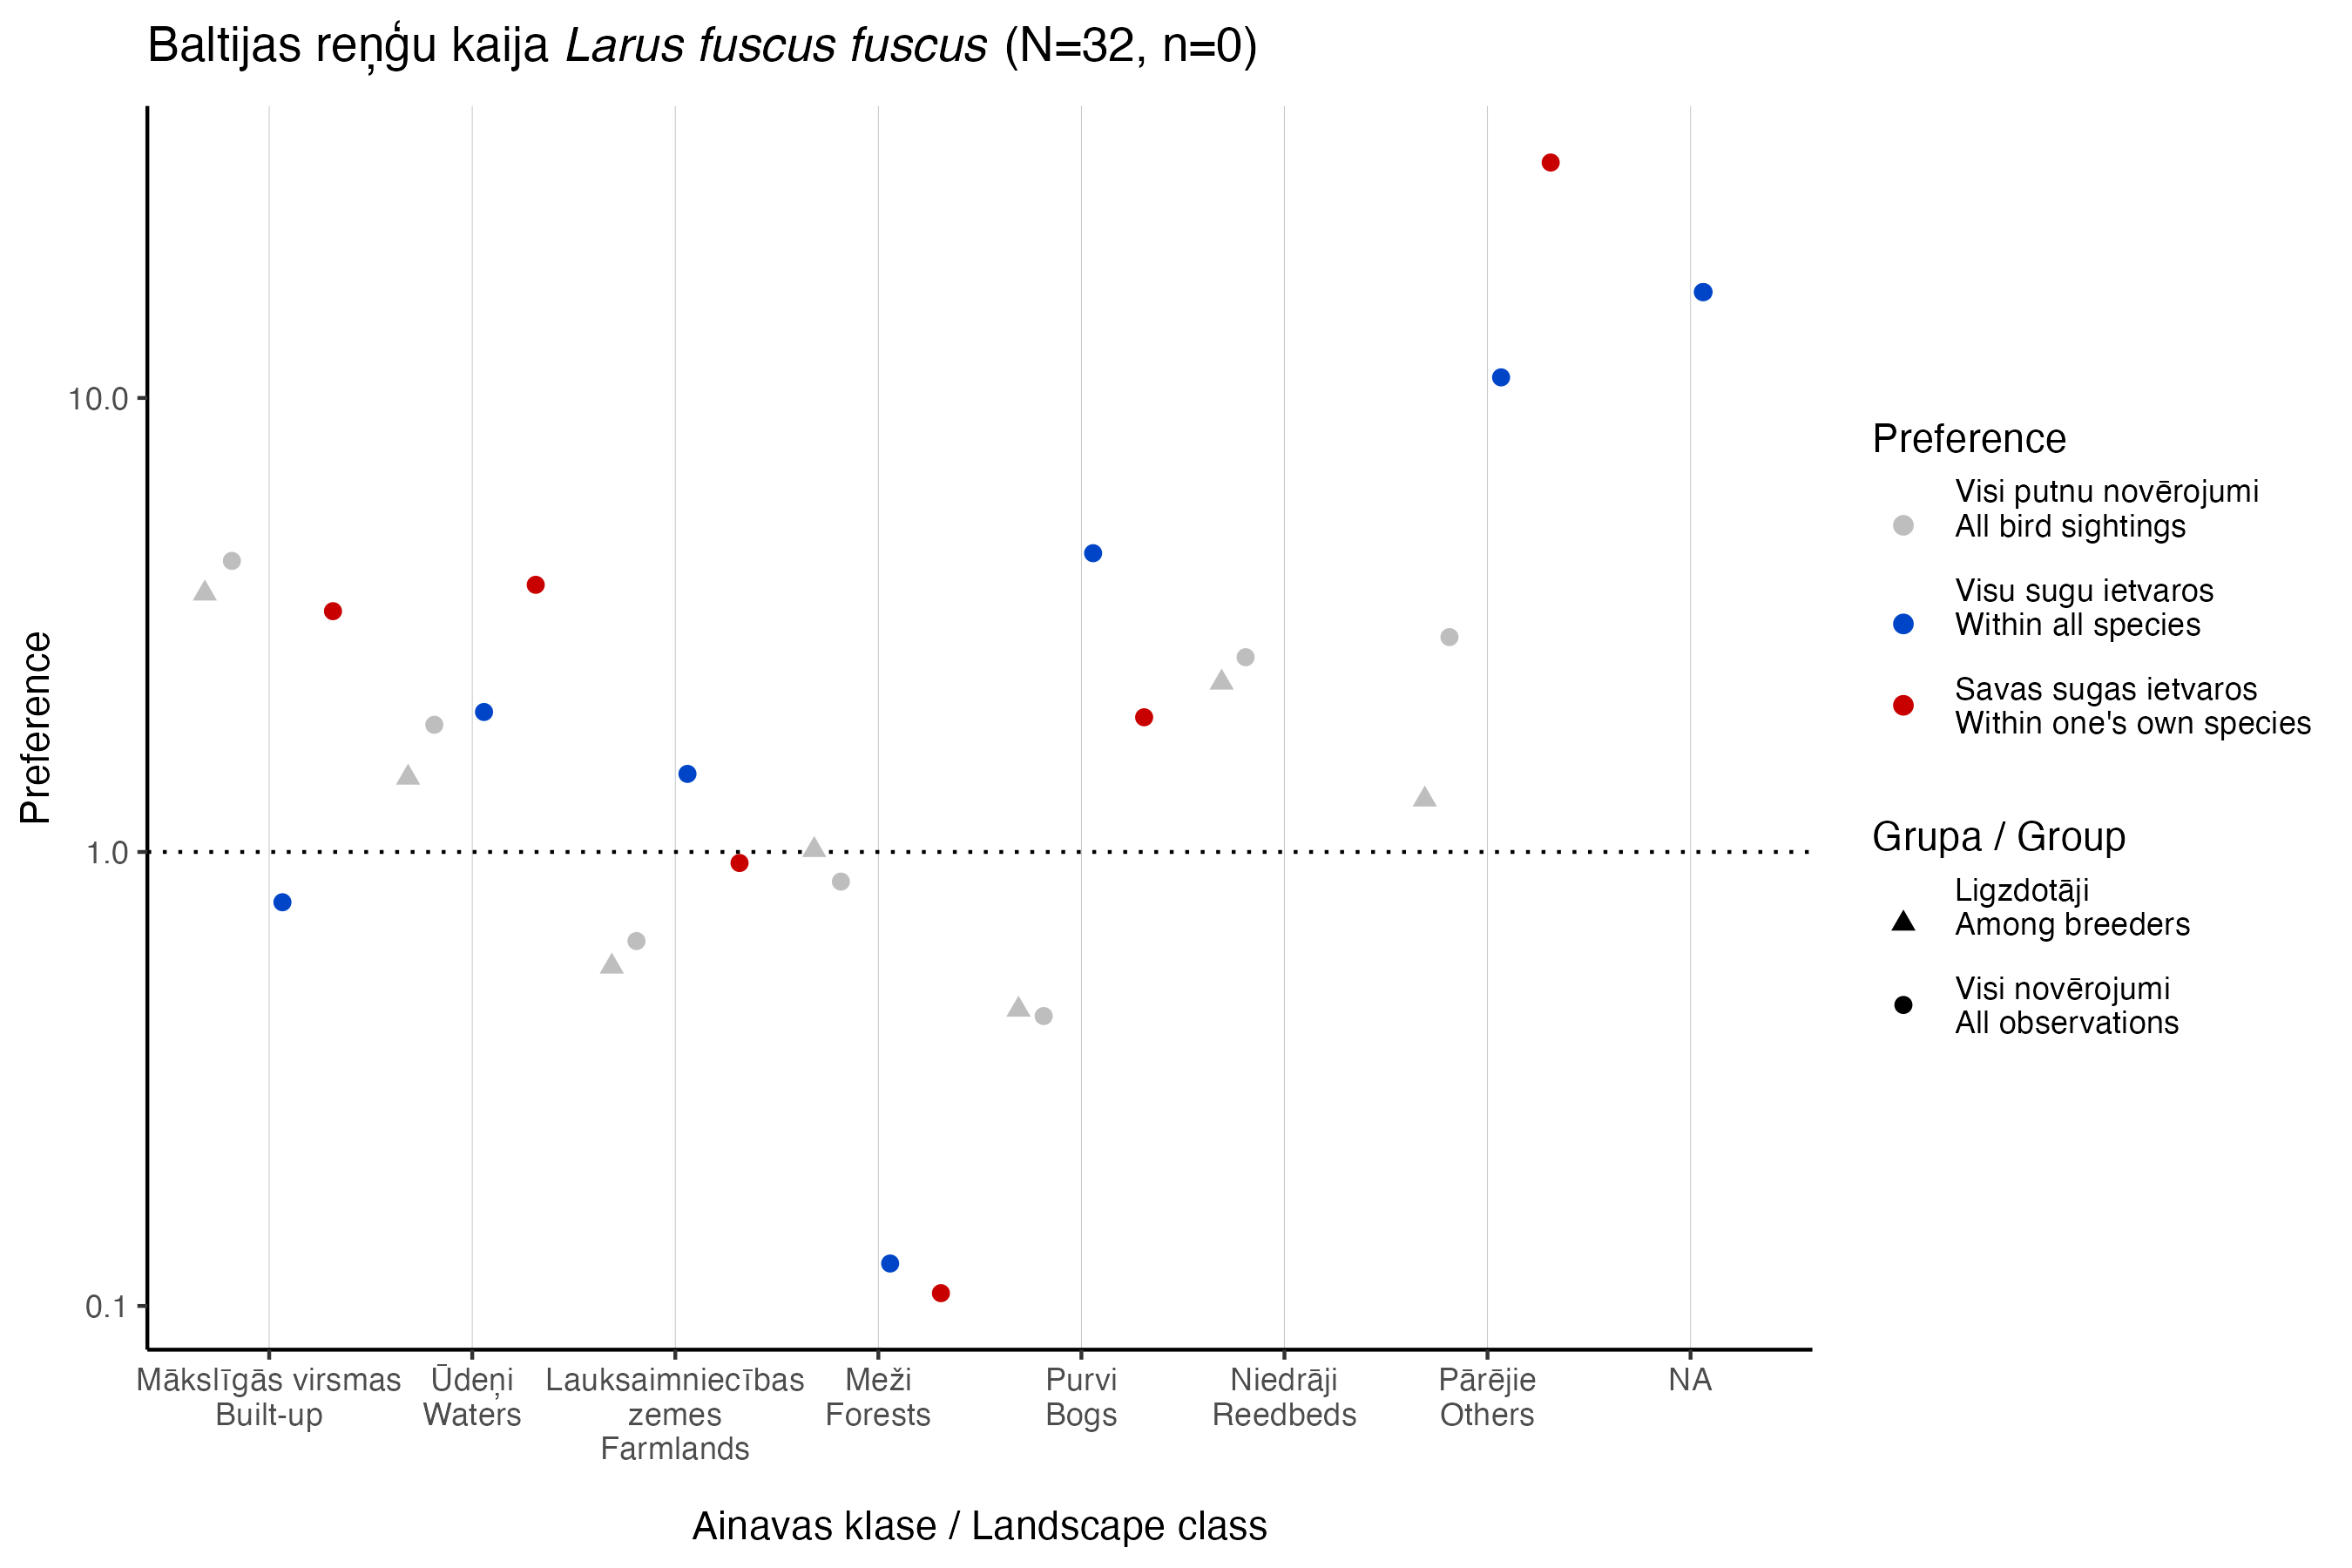 Baltijas reņģu kaija Larus fuscus fuscus (N=32, n=0)
Preference
10.0
1.0
0.1
Mākslīgās virsmas
Built-up
Ūdeņi
Waters
Lauksaimniecības
zemes
Farmlands
Meži
Forests
Purvi
Bogs
Niedrāji
Reedbeds
Pārējie
Others
NA
Ainavas klase / Landscape class
Preference
Visi putnu novērojumi
All bird sightings
Visu sugu ietvaros
Within all species
Savas sugas ietvaros
Within one's own species
Grupa / Group
Ligzdotāji
Among breeders
Visi novērojumi
All observations